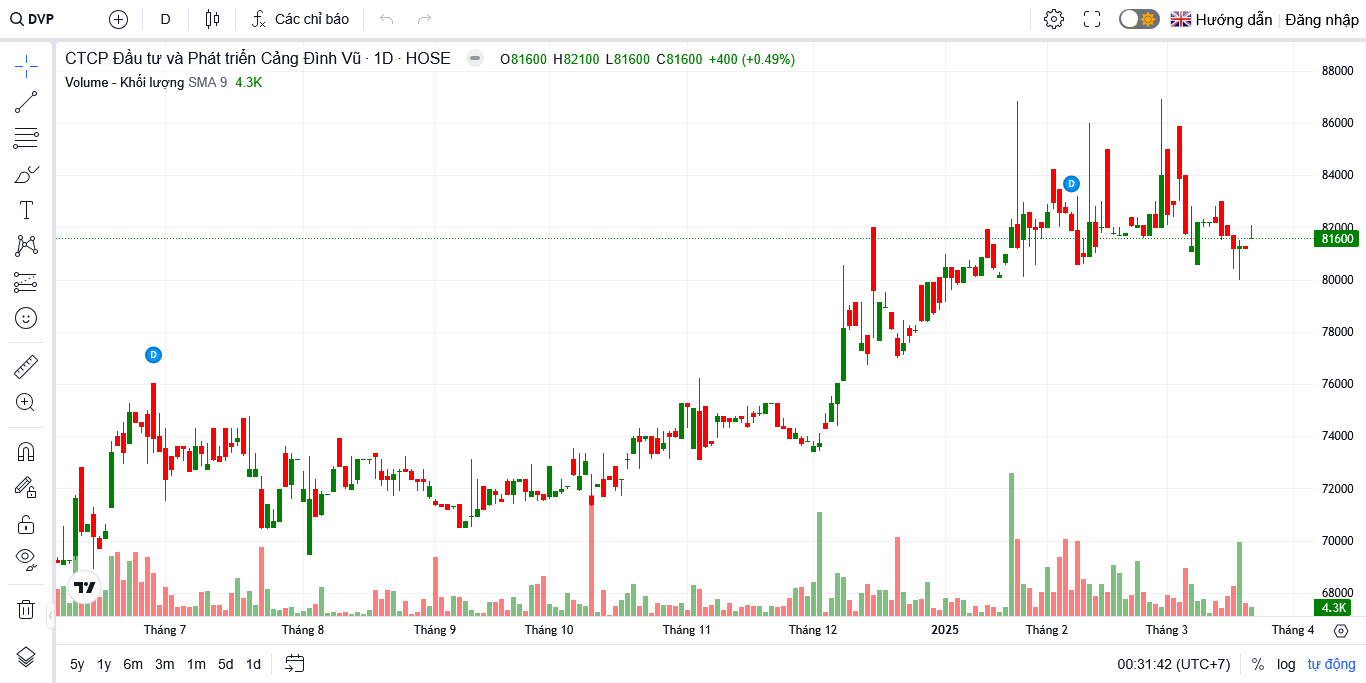 DVP D Các chỉ báo Hướng dẫn Đăng nhập
CTCP Đầu tư và Phát triển Cảng Đình Vũ · 1D · HOSE O81600 H82100 L81600 C81600 +400 (+0.49%)
Volume - Khối lượng SMA 9 4.3K
88000
86000
84000
82000
81600
80000
78000
76000
74000
72000
70000
68000
4.3K
D
D
Tháng 7 Tháng 8 Tháng 9 Tháng 10 Tháng 11 Tháng 12 2025 Tháng 2 Tháng 3 Tháng 4
5y 1y 6m 3m 1m 5d 1d 00:31:42 (UTC+7) % log tự động